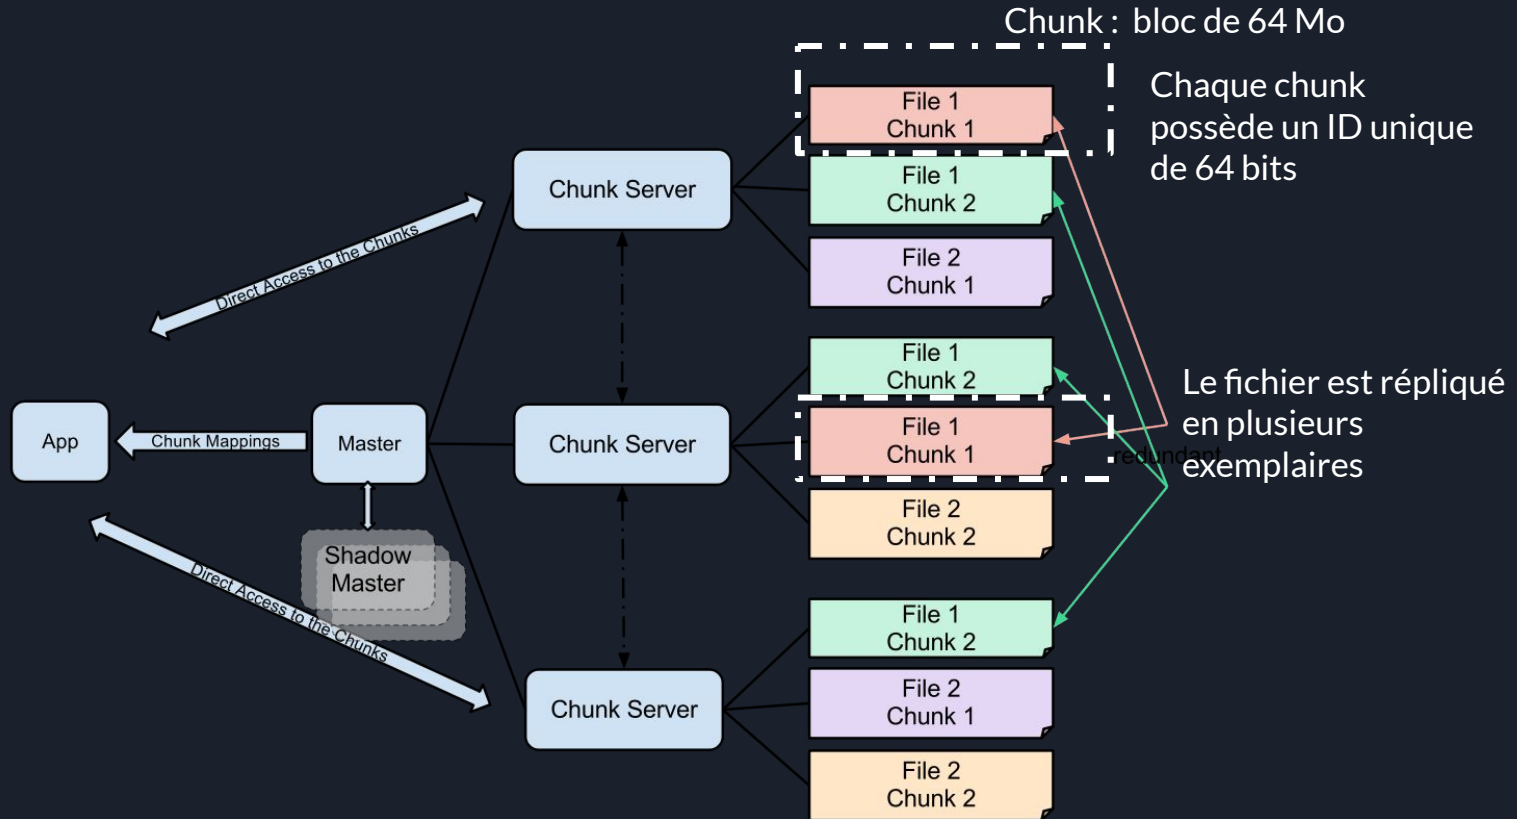 Chunk : bloc de 64 Mo
Chaque chunk
possède un ID unique
de 64 bits
File 1
Chunk 1
File 1
Chunk 2
File 2
Chunk 1
Chunk Server
Direct Access to the Chunks
File 1
Chunk 2
File 1
Chunk 1
File 2
Chunk 2
Le fichier est répliqué
en plusieurs
exemplaires
redundant
App
Chunk Mappings
Master
Chunk Server
Shadow
Master
Direct Access to the Chunks
Chunk Server
File 1
Chunk 2
File 2
Chunk 1
File 2
Chunk 2